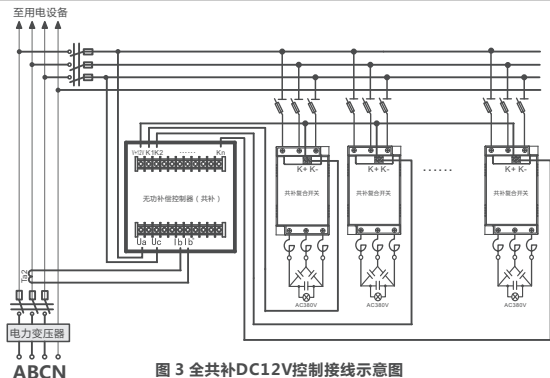 至用电设备
V+12V K1K2 …… Kn
无功补偿控制器（共补）
Ua Uc Ib Ib
K+ K-
共补复合开关
AC380V
K+ K-
共补复合开关
AC380V
……
K+ K-
共补复合开关
AC380V
Ta2
电力变压器
ABCN
图 3 全共补DC12V控制接线示意图